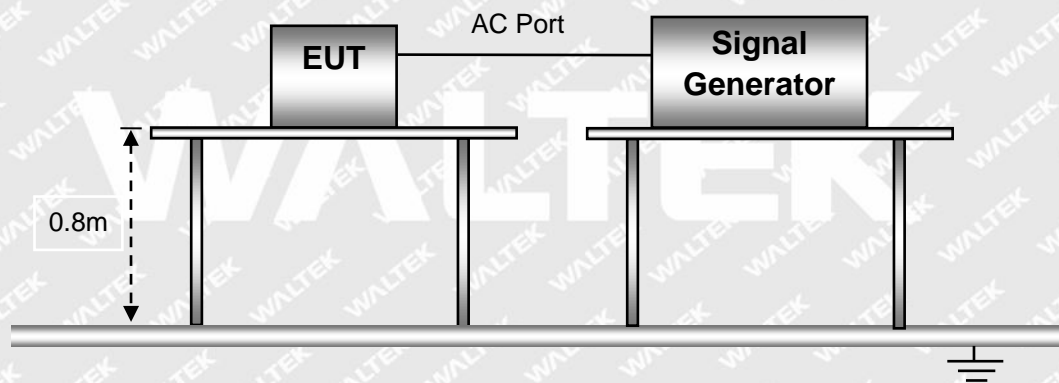 AC Port
EUT
Signal
Generator
0.8m
WALTEK